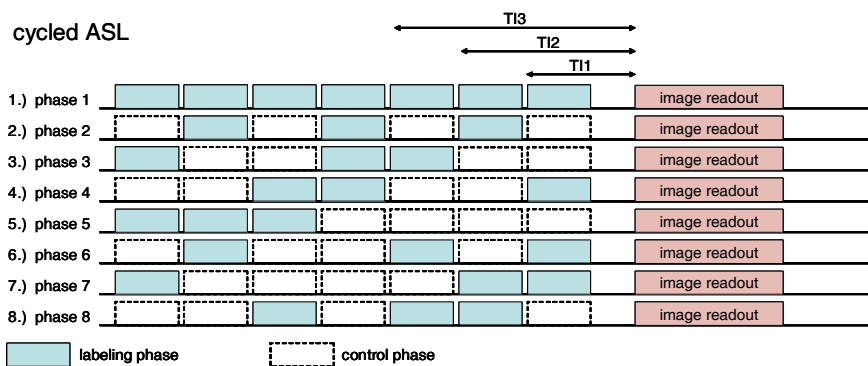 cycled ASL
TI3
TI2
TI1
1.) phase 1 image readout
2.) phase 2 image readout
3.) phase 3 image readout
4.) phase 4 image readout
5.) phase 5 image readout
6.) phase 6 image readout
7.) phase 7 image readout
8.) phase 8 image readout
labeling phase control phase